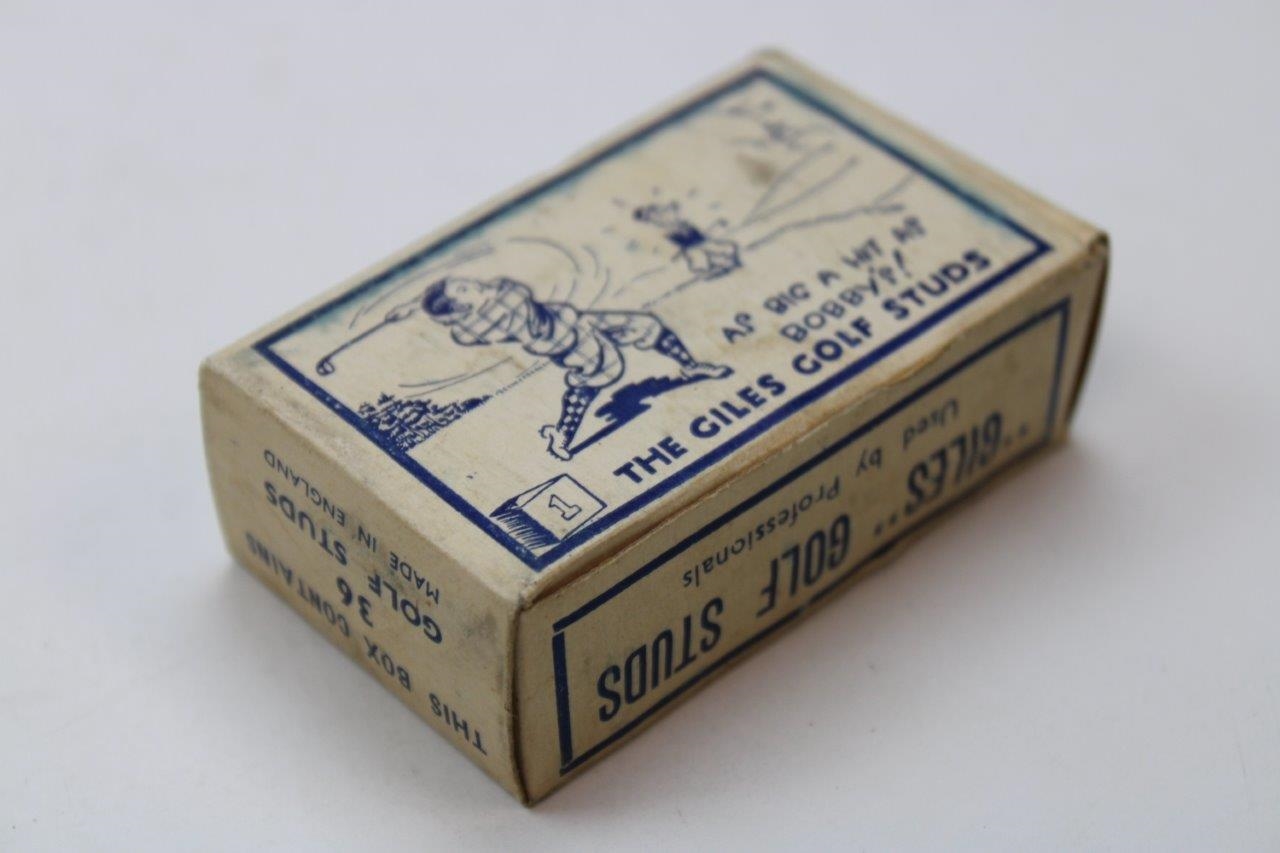 AS BIG A HIT AS
BOBBY'S!
THE GILES GOLF STUDS
1
"GILES" GOLF STUDS
Used by Professionals
THIS BOX CONTAINS
36
GOLF STUDS
MADE IN ENGLAND